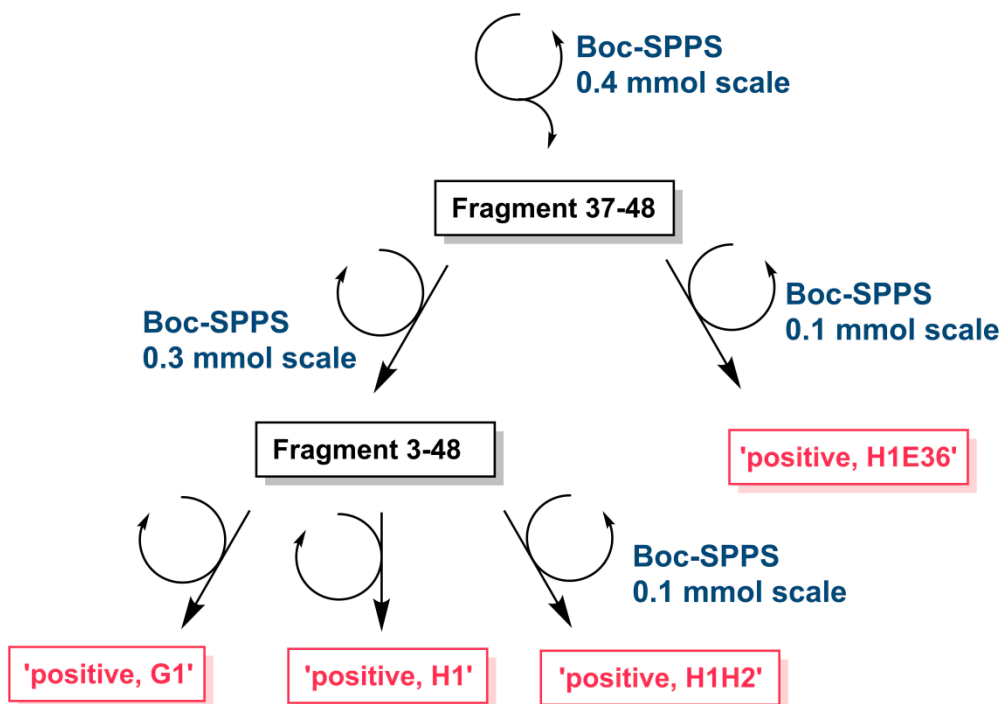 Boc-SPPS
0.4 mmol scale
Fragment 37-48
Boc-SPPS
0.3 mmol scale
Boc-SPPS
0.1 mmol scale
Fragment 3-48
'positive, H1E36'
Boc-SPPS
0.1 mmol scale
'positive, G1'
'positive, H1'
'positive, H1H2'